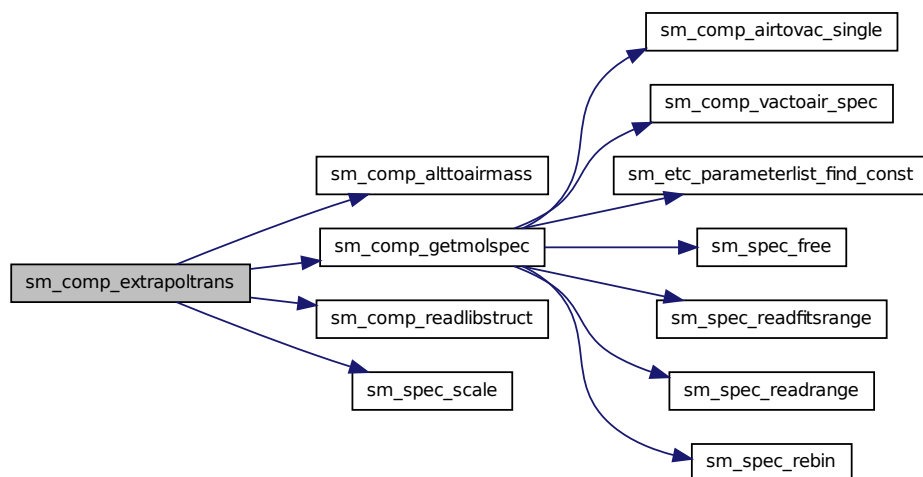 sm_comp_extrapoltrans
sm_comp_alttoairmass
sm_comp_getmolspec
sm_comp_readlibstruct
sm_spec_scale
sm_comp_airtovac_single
sm_comp_vactoair_spec
sm_etc_parameterlist_find_const
sm_spec_free
sm_spec_readfitsrange
sm_spec_readrange
sm_spec_rebin